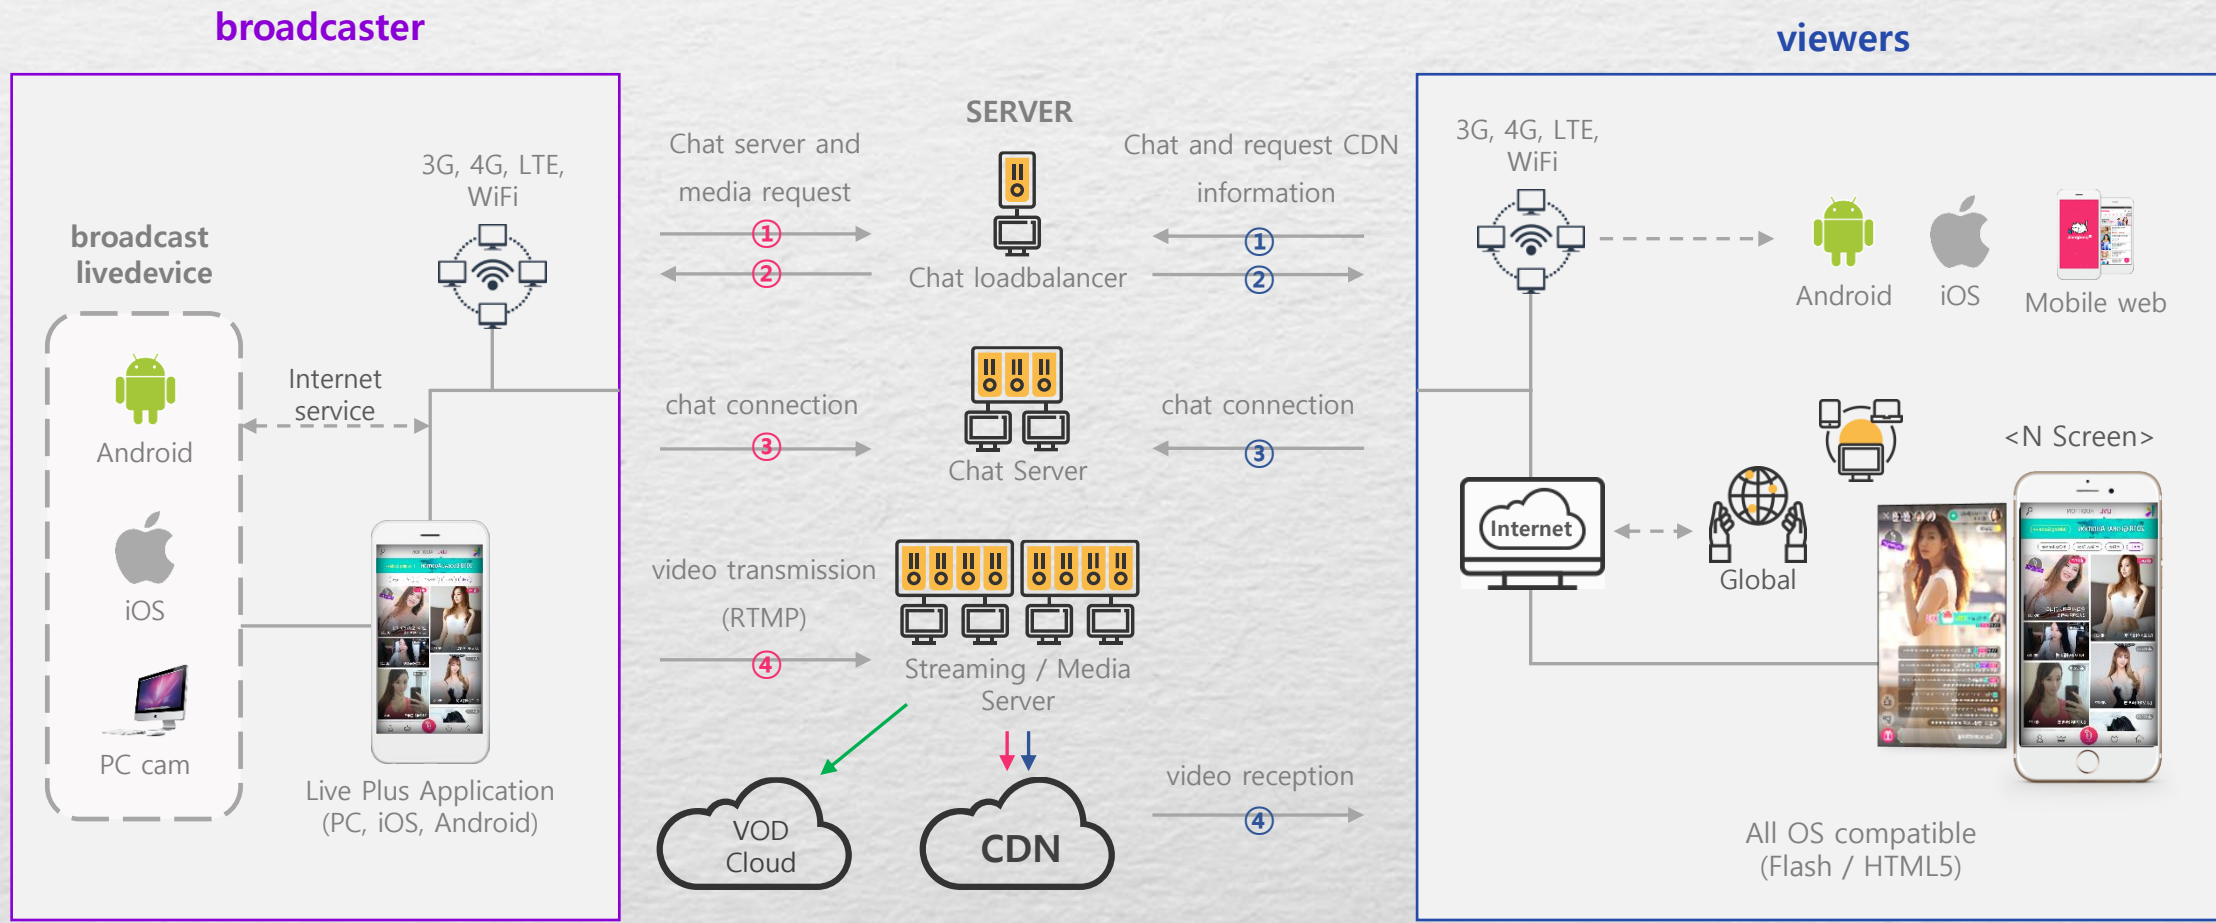 broadcaster
viewers
3G, 4G, LTE,
WiFi
broadcast
livedevice
Internet
service
Android
iOS
PC cam
Live Plus Application
(PC, iOS, Android)
SERVER
Chat server and
media request
①
②
Chat loadbalancer
Chat and request CDN
information
①
②
chat connection
③
Chat Server
chat connection
③
video transmission
(RTMP)
④
Streaming / Media
Server
VOD
Cloud
CDN
video reception
④
3G, 4G, LTE,
WiFi
Android
iOS
Mobile web
Internet
Global
<N Screen>
All OS compatible
(Flash / HTML5)